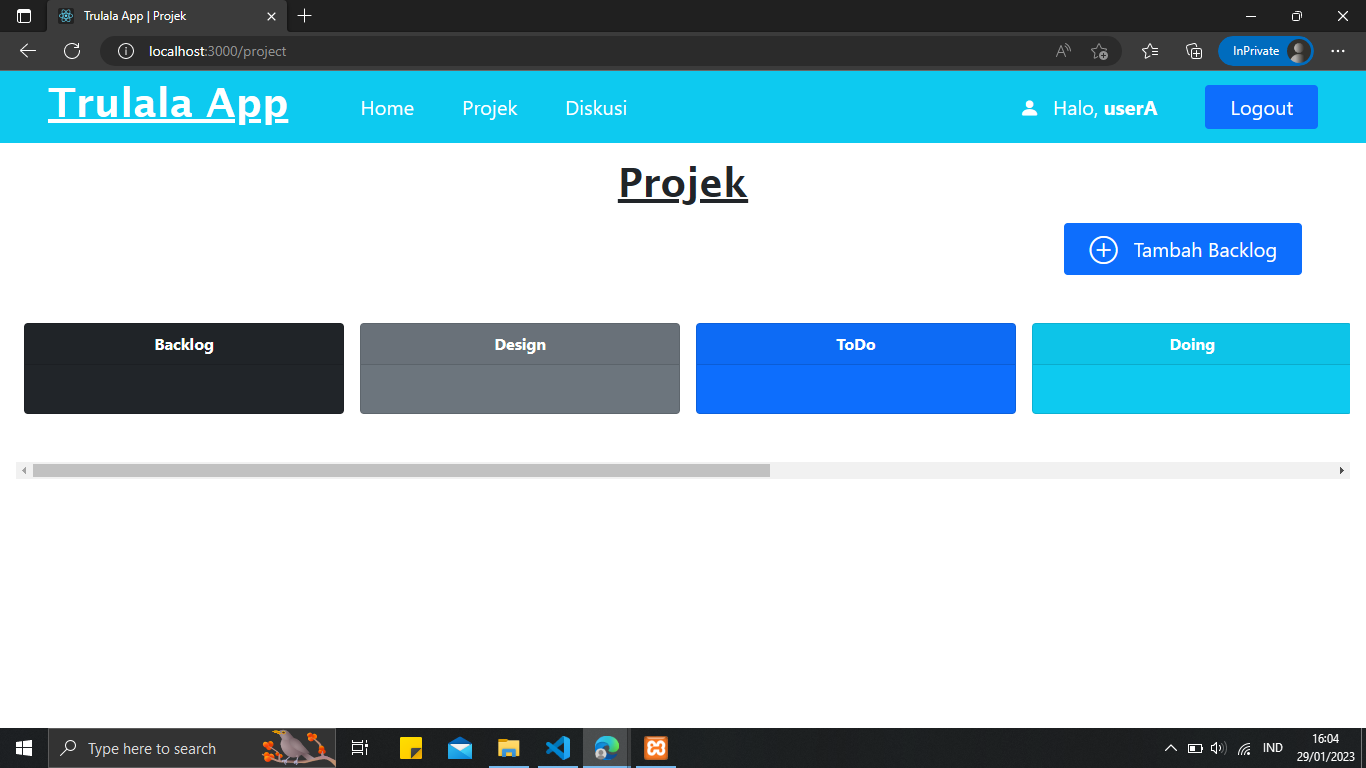 Trulala App | Projek
localhost:3000/project
InPrivate
Trulala App Home Projek Diskusi Halo, userA Logout
Projek
Tambah Backlog
Backlog Design ToDo Doing
Type here to search
IND
16:04
29/01/2023